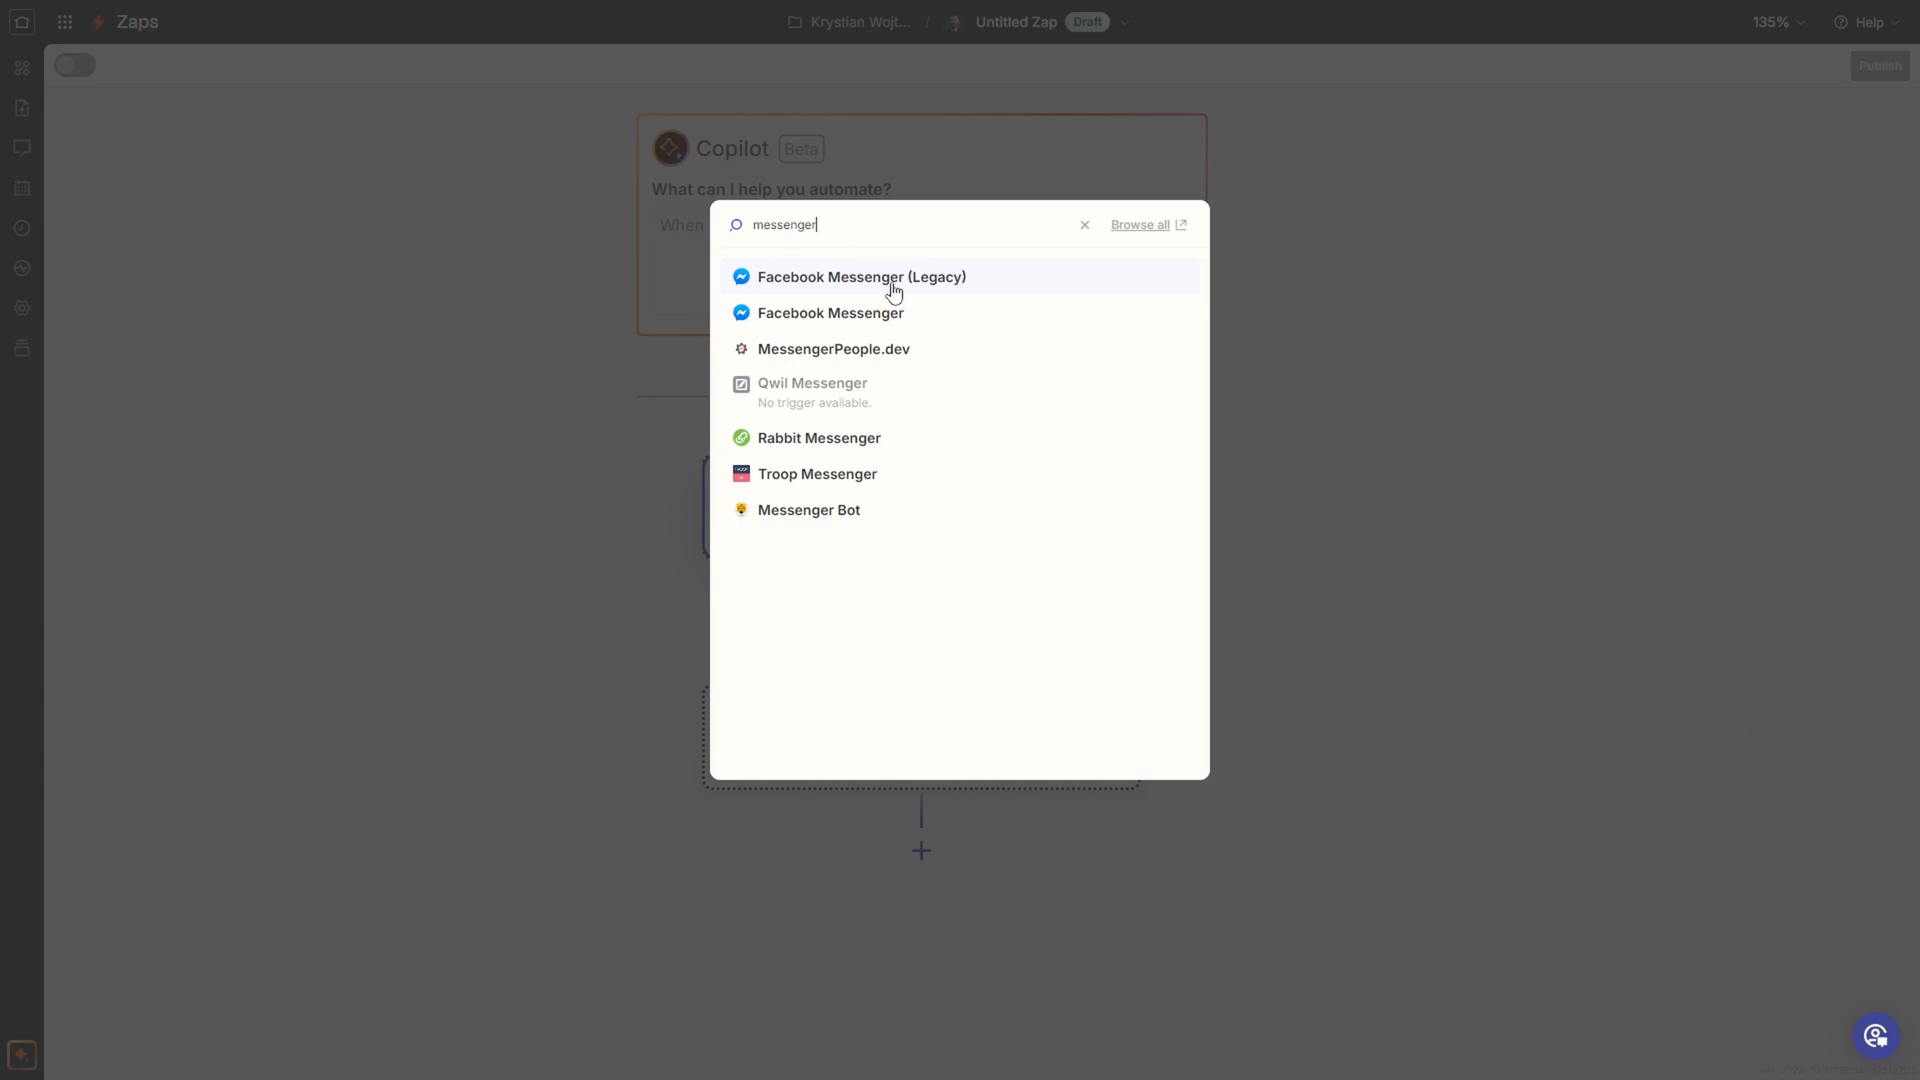 Zaps
Krystian Wojt... / Untitled Zap Draft
135%
Help
Publish
Copilot Beta
What can I help you automate?
When
messenger
Browse all
Facebook Messenger (Legacy)
Facebook Messenger
MessengerPeople.dev
Qwil Messenger
No trigger available.
Rabbit Messenger
Troop Messenger
Messenger Bot